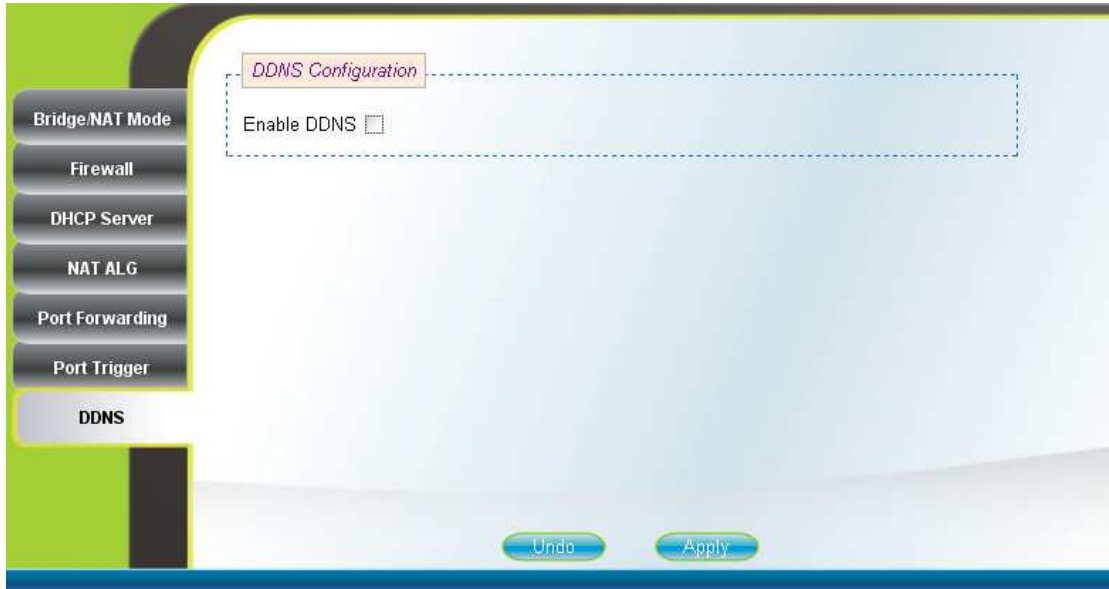 Bridge/NAT Mode
Firewall
DHCP Server
NAT ALG
Port Forwarding
Port Trigger
DDNS
DDNS Configuration
Enable DDNS
Undo
Apply